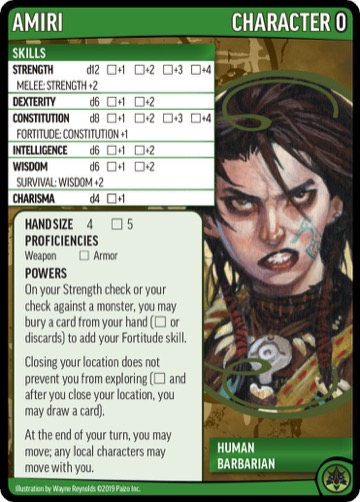 AMIRI CHARACTER 0
SKILLS
STRENGTH d12 ☐+1 ☐+2 ☐+3 ☐+4
MELEE: STRENGTH +2
DEXTERITY d6 ☐+1 ☐+2
CONSTITUTION d8 ☐+1 ☐+2 ☐+3 ☐+4
FORTITUDE: CONSTITUTION +1
INTELLIGENCE d6 ☐+1 ☐+2
WISDOM d6 ☐+1 ☐+2
SURVIVAL: WISDOM +2
CHARISMA d4 ☐+1
HAND SIZE 4 ☐ 5
PROFICIENCIES
Weapon ☐ Armor
POWERS
On your Strength check or your
check against a monster, you may
bury a card from your hand (☐ or
discards) to add your Fortitude skill.
Closing your location does not
prevent you from exploring (☐ and
after you close your location, you
may draw a card).
At the end of your turn, you may
move; any local characters may
move with you.
HUMAN
BARBARIAN
Illustration by Wayne Reynolds ©2019 Paizo Inc.